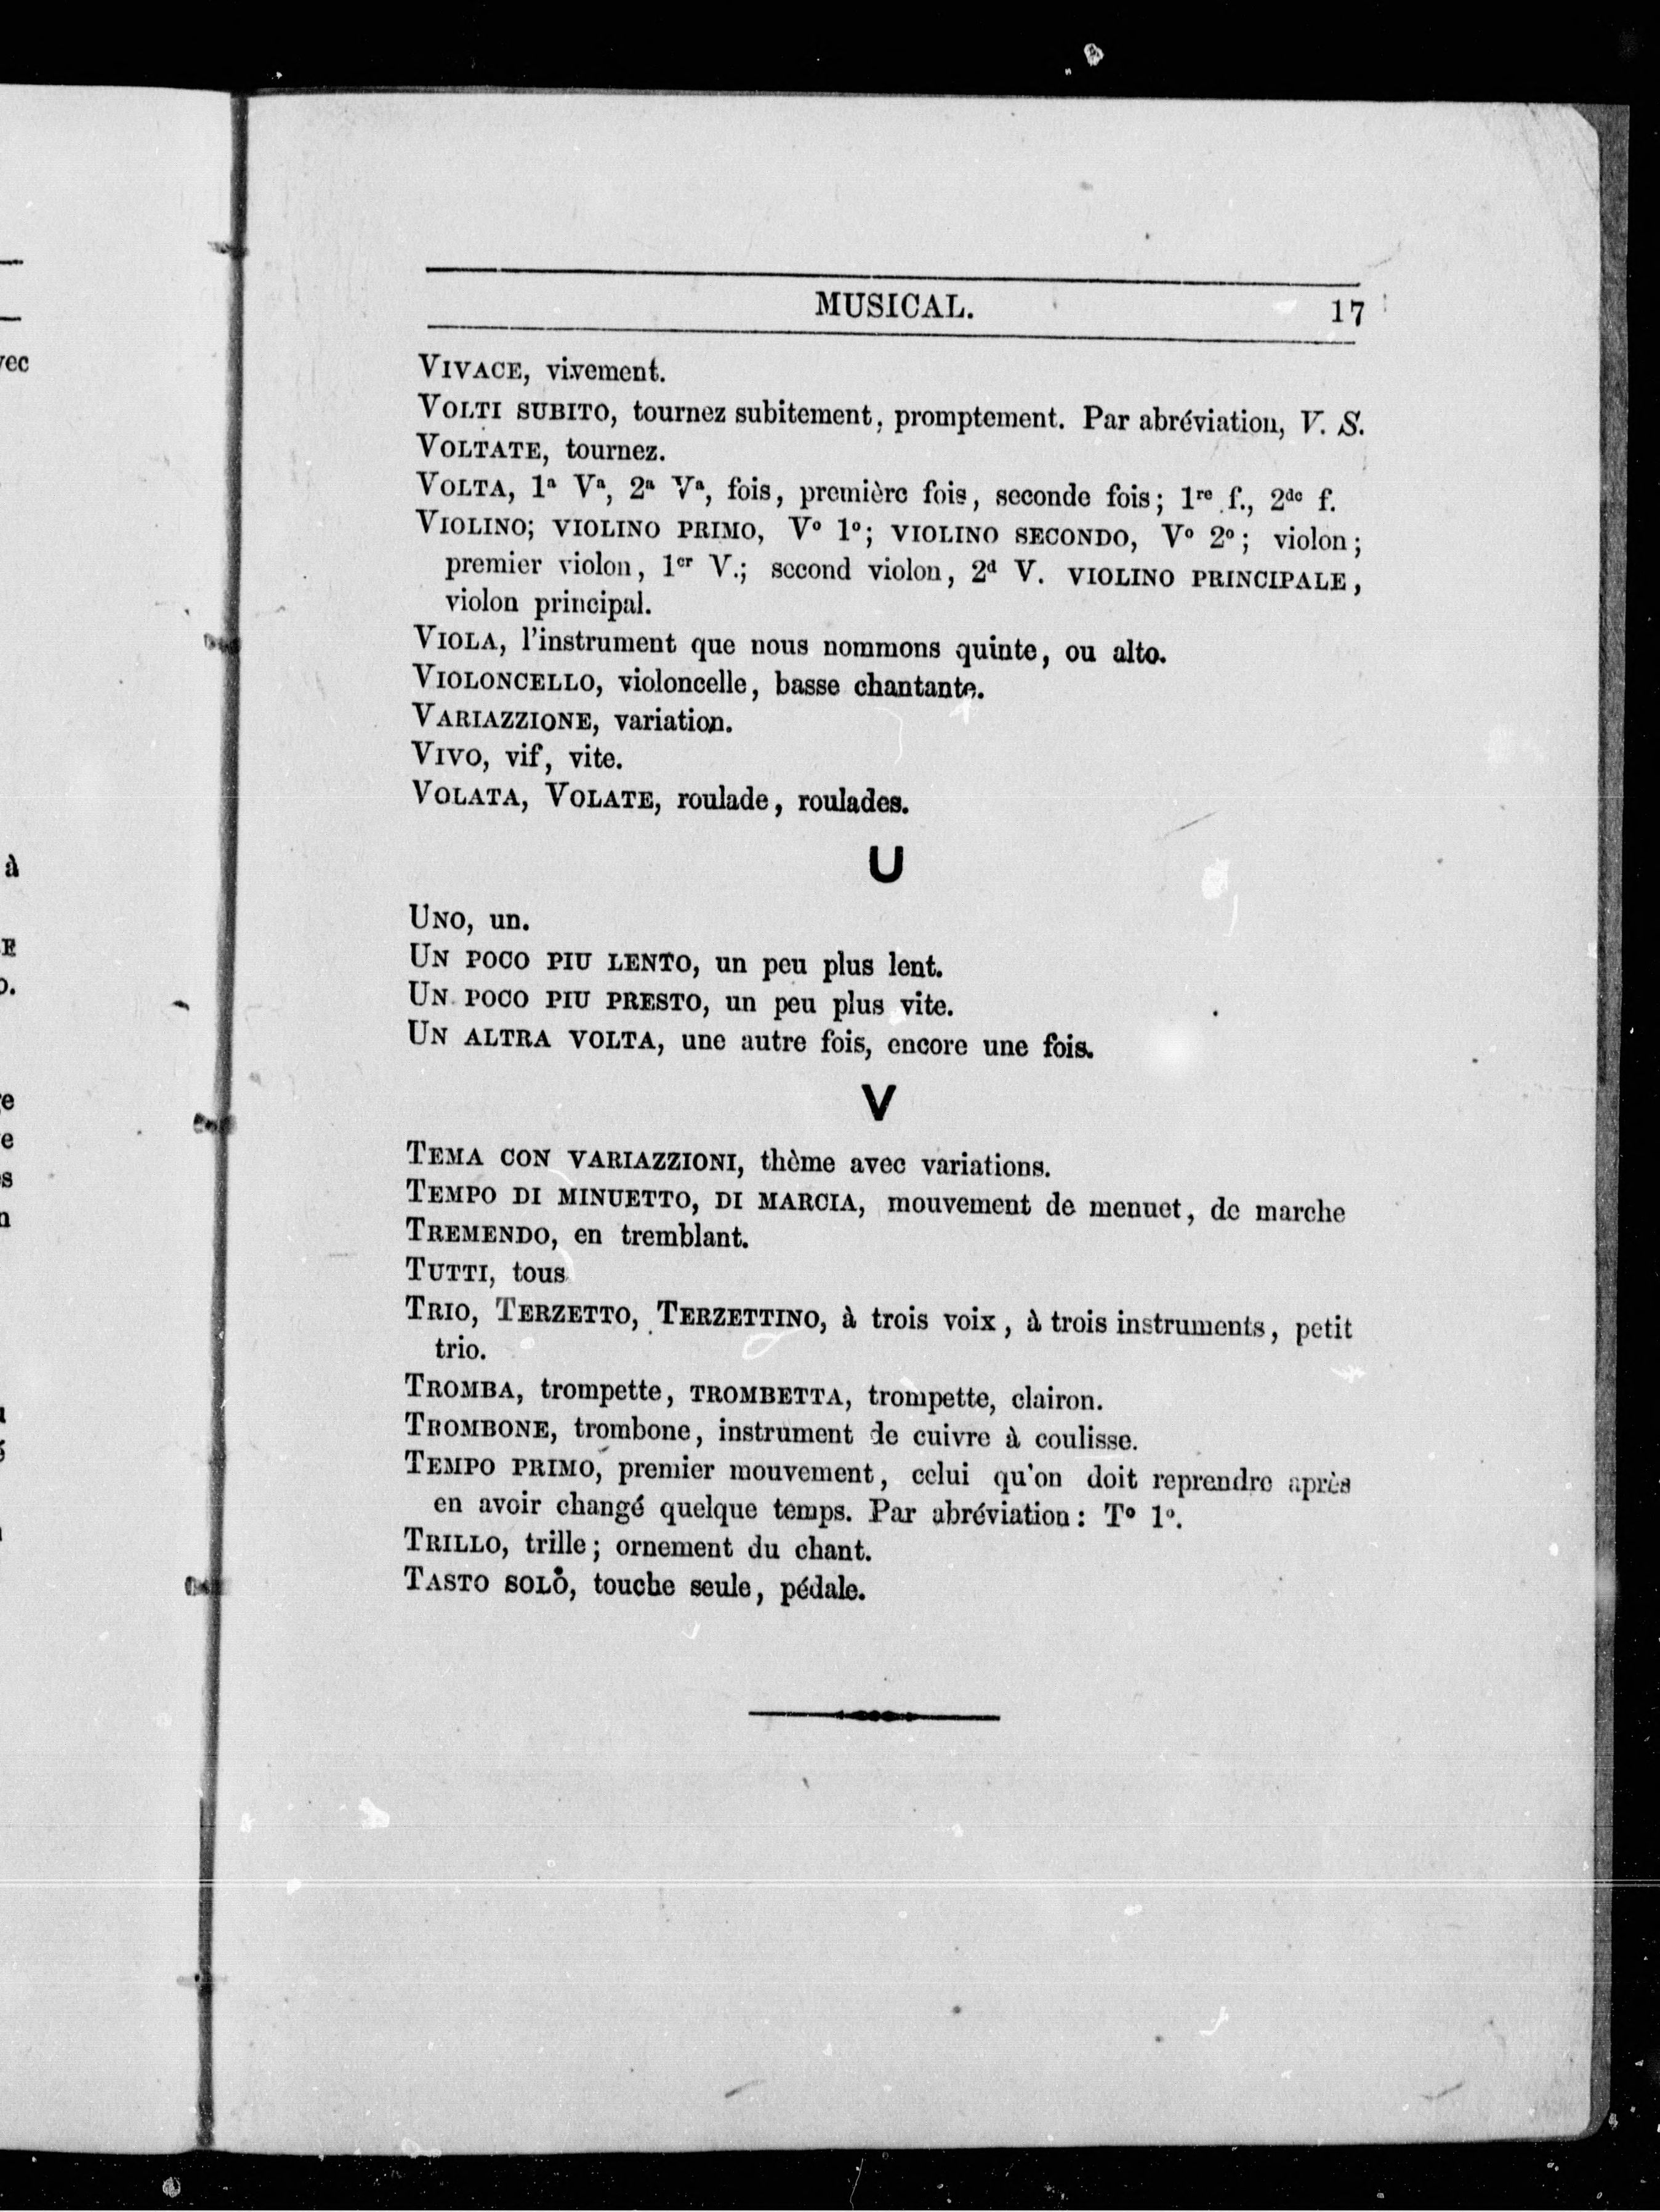 MUSICAL. 17
VIVACE, vivement.
VOLTI SUBITO, tournez subitement, promptement. Par abréviation, V. S.
VOLTATE, tournez.
VOLTA, 1ª Vª, 2ª Vª, fois, première fois, seconde fois; 1re f., 2de f.
VIOLINO; VIOLINO PRIMO, Vº 1º; VIOLINO SECONDO, Vº 2º; violon;
premier violon, 1er V.; second violon, 2d V. VIOLINO PRINCIPALE,
violon principal.
VIOLA, l'instrument que nous nommons quinte, ou alto.
VIOLONCELLO, violoncelle, basse chantante.
VARIAZZIONE, variation.
VIVO, vif, vite.
VOLATA, VOLATE, roulade, roulades.
U
UNO, un.
UN POCO PIU LENTO, un peu plus lent.
UN POCO PIU PRESTO, un peu plus vite.
UN ALTRA VOLTA, une autre fois, encore une fois.
V
TEMA CON VARIAZZIONI, thème avec variations.
TEMPO DI MINUETTO, DI MARCIA, mouvement de menuet, de marche
TREMENDO, en tremblant.
TUTTI, tous
TRIO, TERZETTO, TERZETTINO, à trois voix, à trois instruments, petit
trio.
TROMBA, trompette, TROMBETTA, trompette, clairon.
TROMBONE, trombone, instrument de cuivre à coulisse.
TEMPO PRIMO, premier mouvement, celui qu'on doit reprendre après
en avoir changé quelque temps. Par abréviation: Tº 1º.
TRILLO, trille; ornement du chant.
TASTO SOLO, touche seule, pédale.